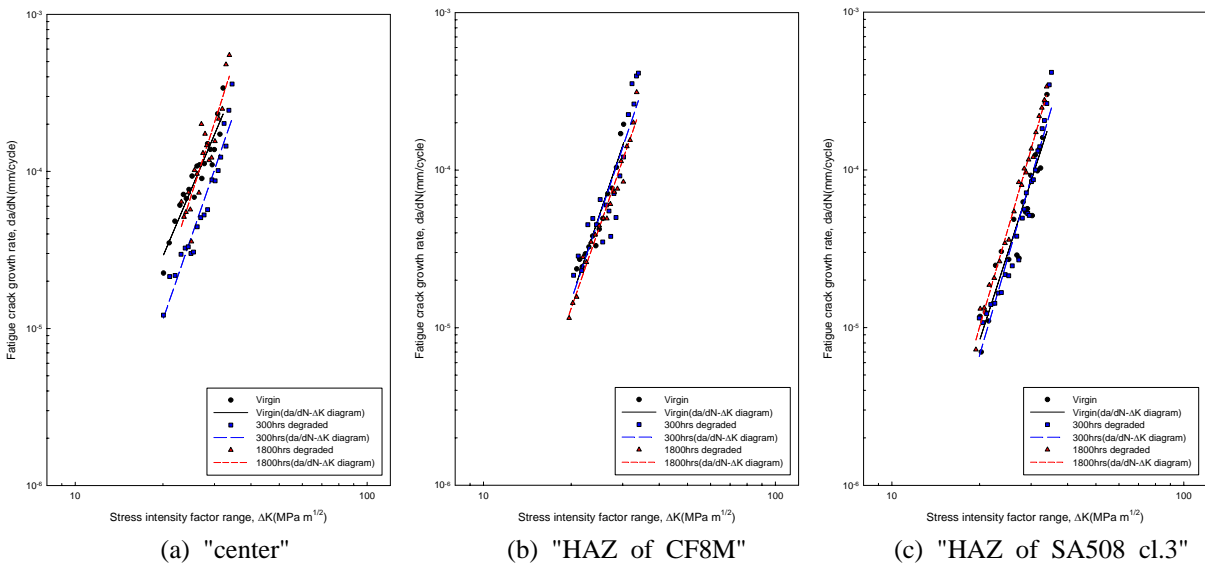 10-3
10-4
10-5
10-6
Fatigue crack growth rate, da/dN(mm/cycle)
Virgin
Virgin(da/dN-ΔK diagram)
300hrs degraded
300hrs(da/dN-ΔK diagram)
1800hrs degraded
1800hrs(da/dN-ΔK diagram)
10
100
Stress intensity factor range, ΔK(MPa m1/2)
(a) "center"
10-3
10-4
10-5
10-6
Fatigue crack growth rate, da/dN(mm/cycle)
Virgin
Virgin(da/dN-ΔK diagram)
300hrs degraded
300hrs(da/dN-ΔK diagram)
1800hrs degraded
1800hrs(da/dN-ΔK diagram)
10
100
Stress intensity factor range, ΔK(MPa m1/2)
(b) "HAZ of CF8M"
10-3
10-4
10-5
10-6
Fatigue crack growth rate, da/dN(mm/cycle)
Virgin
Virgin(da/dN-ΔK diagram)
300hrs degraded
300hrs(da/dN-ΔK diagram)
1800hrs degraded
1800hrs(da/dN-ΔK diagram)
10
100
Stress intensity factor range, ΔK(MPa m1/2)
(c) "HAZ of SA508 cl.3"